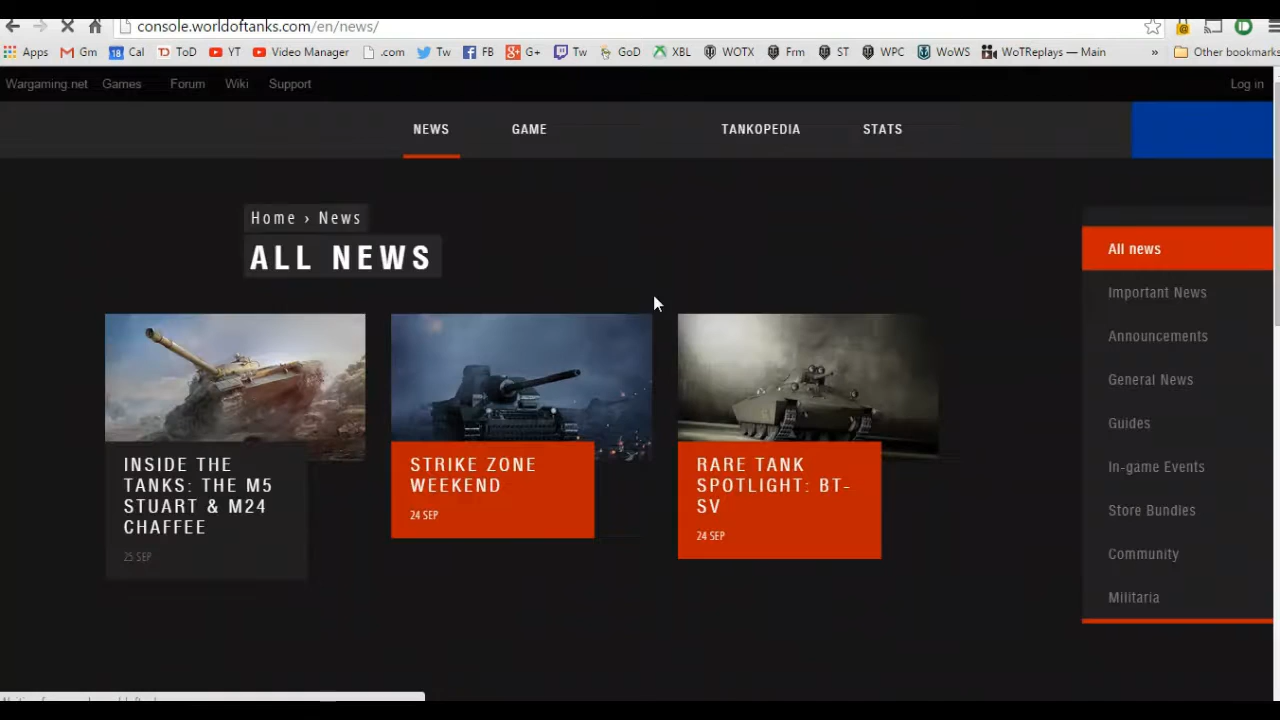 console.worldoftanks.com/en/news/
Apps Gm 18 Cal ToD YT Video Manager .com Tw FB G+ Tw GoD XBL WOTX Frm ST WPC WoWS WoTReplays — Main » Other bookmarks
Wargaming.net Games Forum Wiki Support Log in
NEWS GAME TANKOPEDIA STATS
Home › News
ALL NEWS
INSIDE THE
TANKS: THE M5
STUART & M24
CHAFFEE
25 SEP
STRIKE ZONE
WEEKEND
24 SEP
RARE TANK
SPOTLIGHT: BT-
SV
24 SEP
All news
Important News
Announcements
General News
Guides
In-game Events
Store Bundles
Community
Militaria